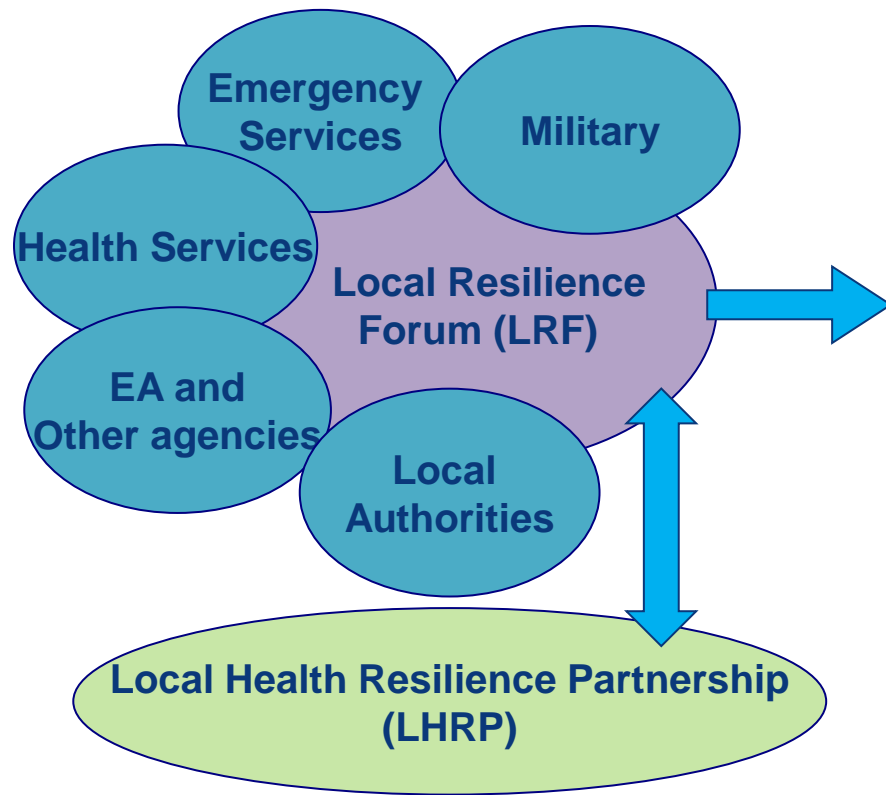 Emergency
Services
Military
Health Services
Local Resilience
Forum (LRF)
EA and
Other agencies
Local
Authorities
Local Health Resilience Partnership
(LHRP)